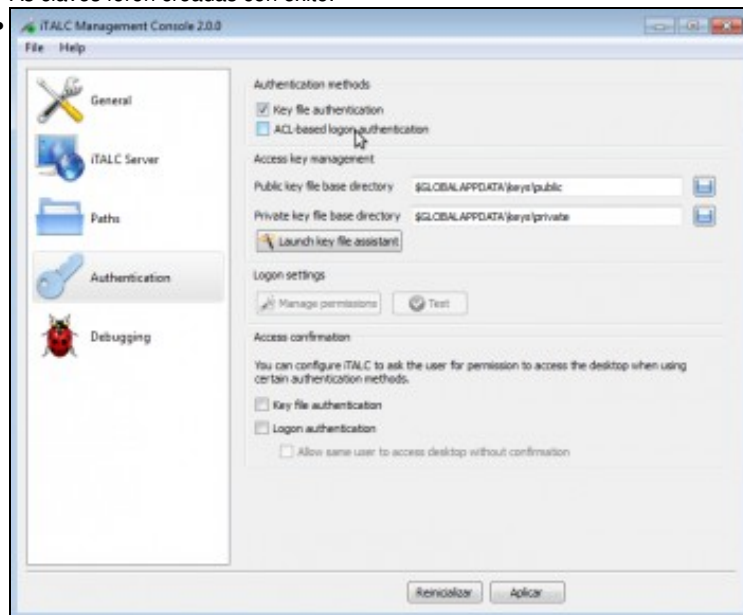 As claves foron creadas con éxito.
iTALC Management Console 2.0.0
File Help
General
iTALC Server
Paths
Authentication
Debugging
Authentication methods
Key file authentication
ACL-based logon authentication
Access key management
Public key file base directory $GLOBALAPPDATA\keys\public
Private key file base directory $GLOBALAPPDATA\keys\private
Launch key file assistant
Logon settings
Manage permissions Test
Access confirmation
You can configure iTALC to ask the user for permission to access the desktop when using
certain authentication methods.
Key file authentication
Logon authentication
Allow same user to access desktop without confirmation
Reinicializar Aplicar